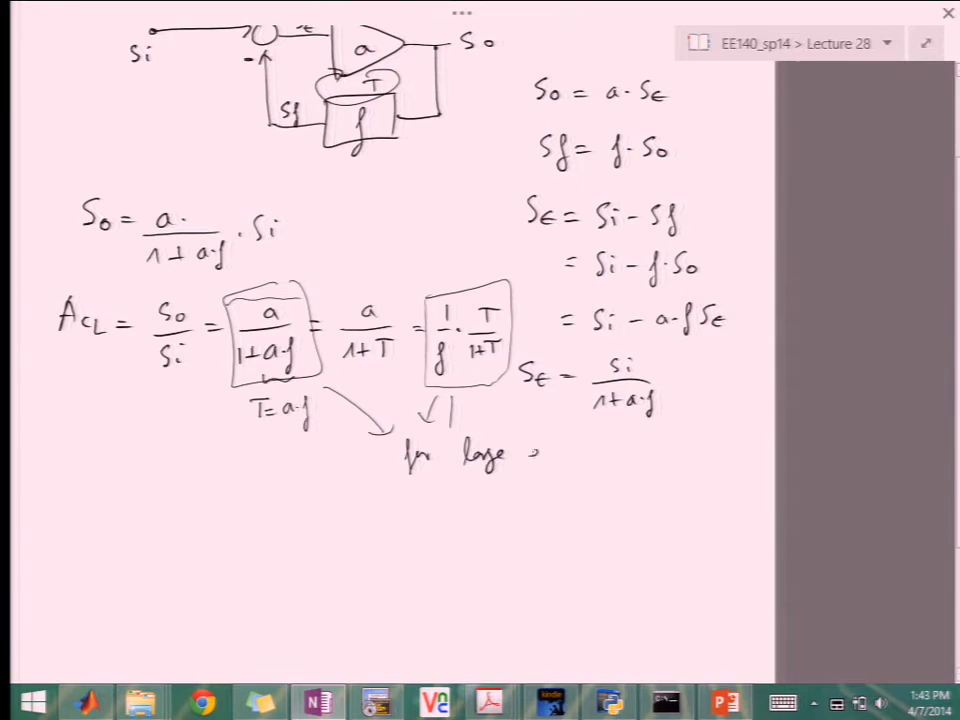 EE140_sp14 > Lecture 28
Si
a
So
-
T
Sf
f
So = a · Sϵ
Sf = f · So
Sϵ = Si - Sf
= Si - f · So
= Si - a·f Sϵ
Sϵ = Si / 1+a·f
So = a· / 1+a·f · Si
ACL = So / Si = a / 1+a·f = a / 1+T = 1 / f · T / 1+T
T = a·f
for large
1:43 PM
4/7/2014